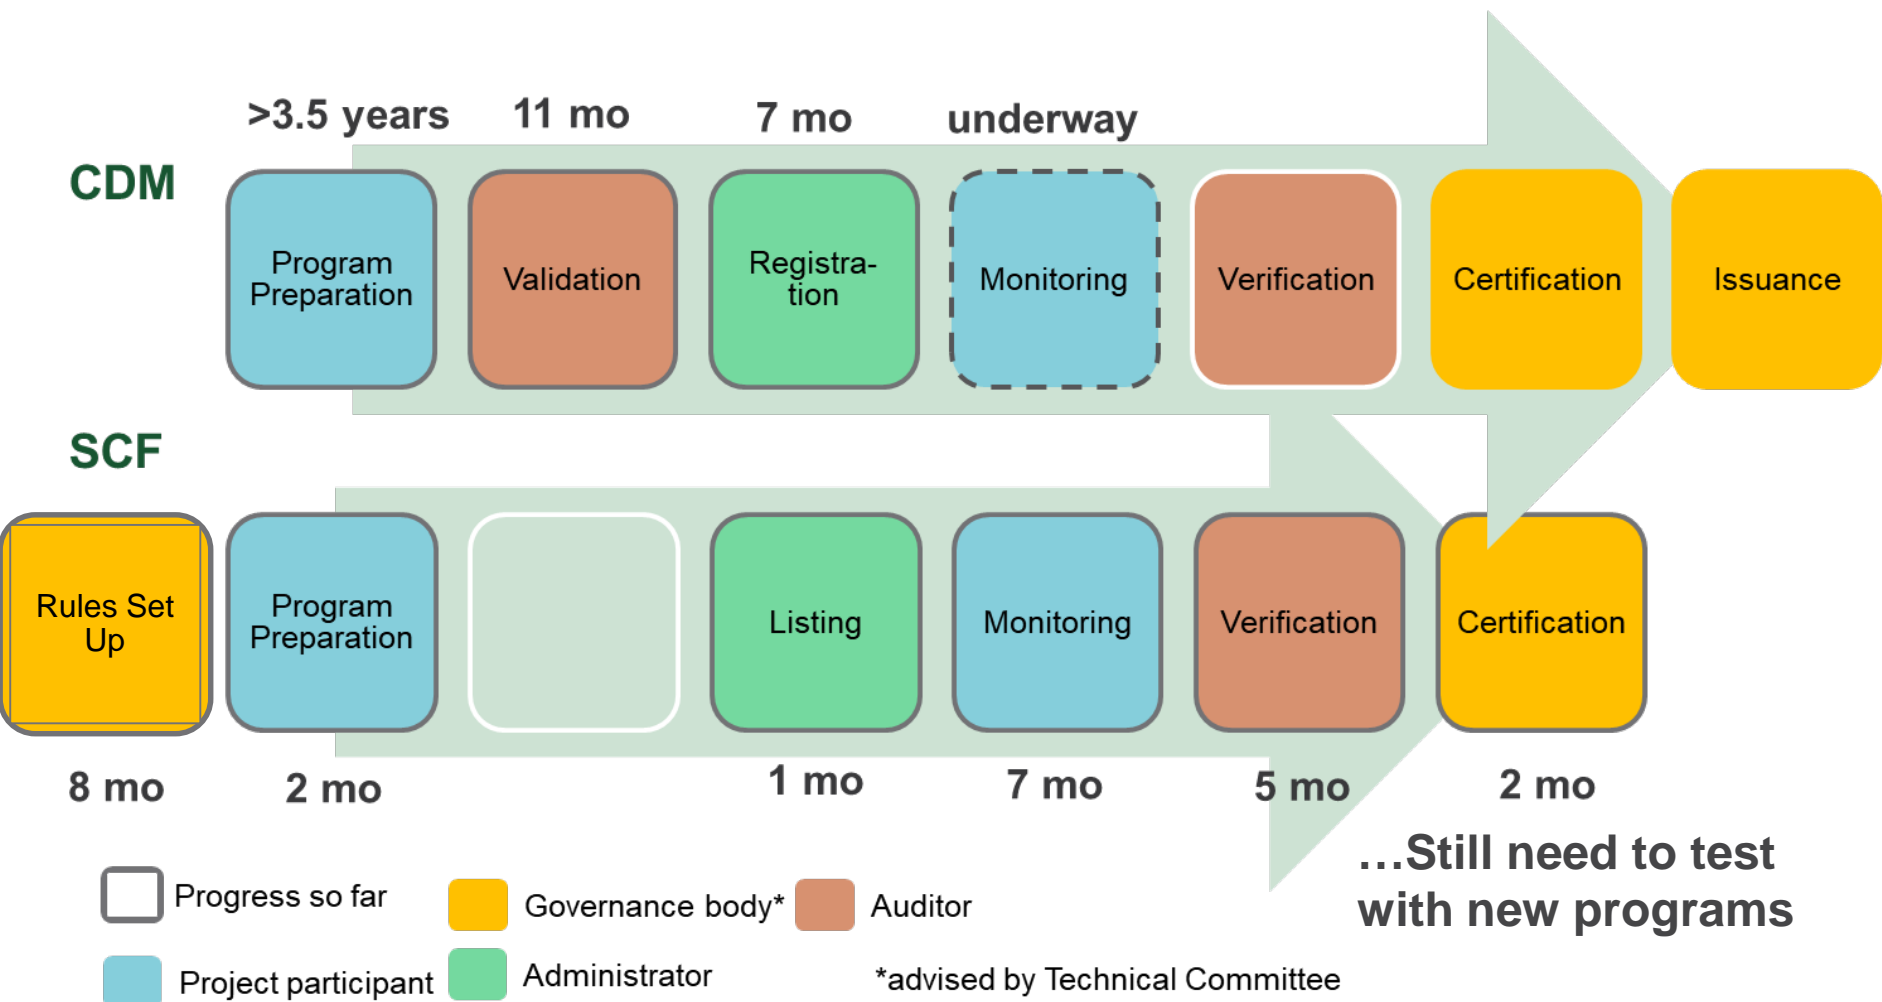 >3.5 years
11 mo
7 mo
underway
CDM
Program
Preparation
Validation
Registra-
tion
Monitoring
Verification
Certification
Issuance
SCF
Rules Set
Up
Program
Preparation
Listing
Monitoring
Verification
Certification
8 mo
2 mo
1 mo
7 mo
5 mo
2 mo
...Still need to test
with new programs
Progress so far
Governance body*
Auditor
Project participant
Administrator
*advised by Technical Committee